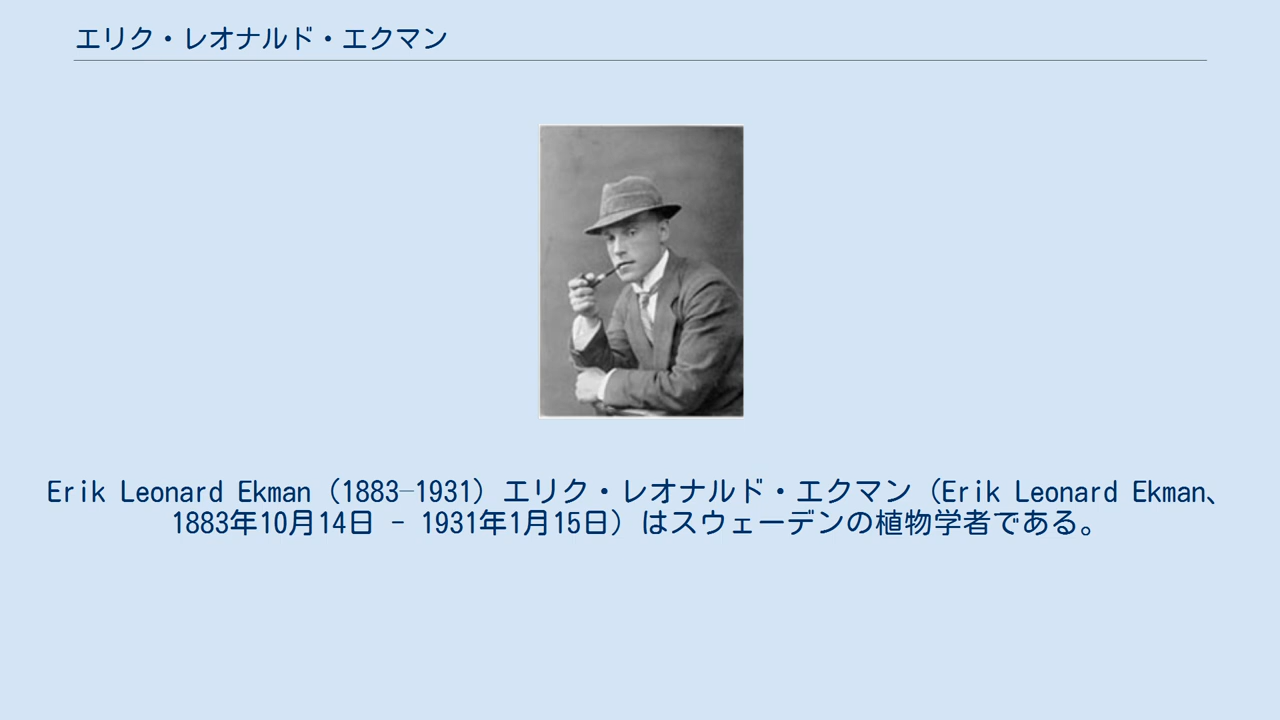 エリク・レオナルド・エクマン
Erik Leonard Ekman（1883–1931）エリク・レオナルド・エクマン（Erik Leonard Ekman、
1883年10月14日 - 1931年1月15日）はスウェーデンの植物学者である。